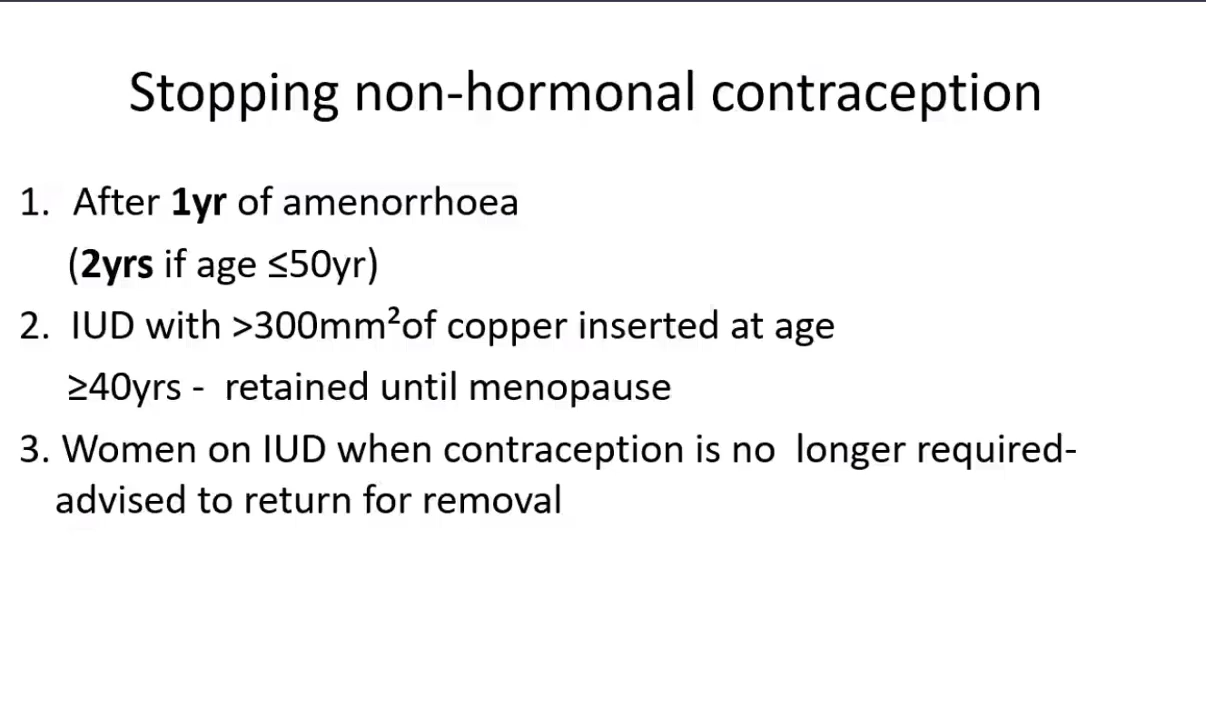 Stopping non-hormonal contraception
1. After 1yr of amenorrhoea
(2yrs if age ≤50yr)
2. IUD with >300mm²of copper inserted at age
≥40yrs - retained until menopause
3. Women on IUD when contraception is no longer required-
advised to return for removal